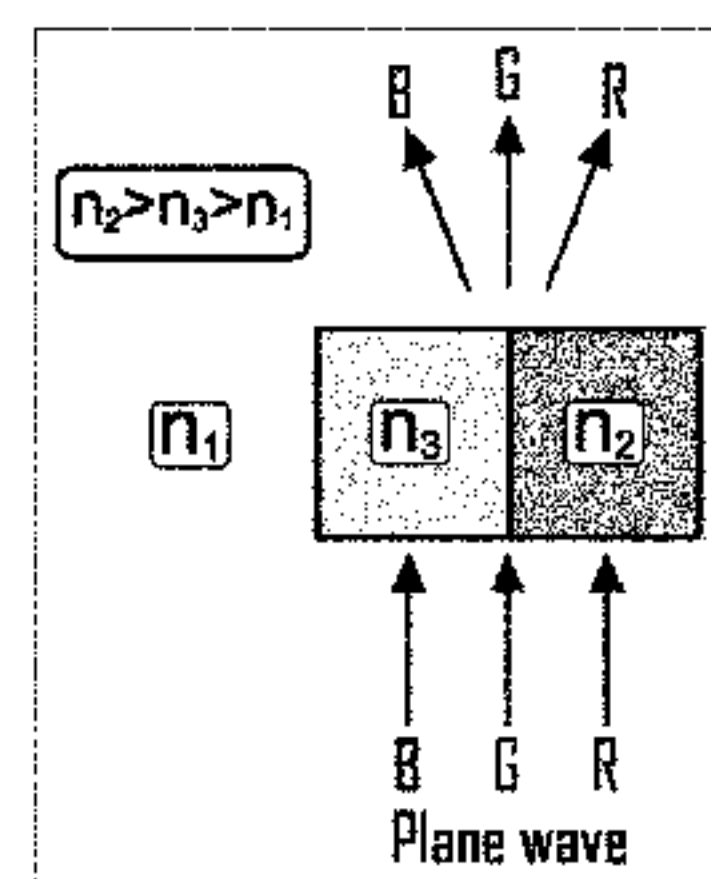 B G R
n₂>n₃>n₁
n₁ n₃ n₂
B G R
Plane wave